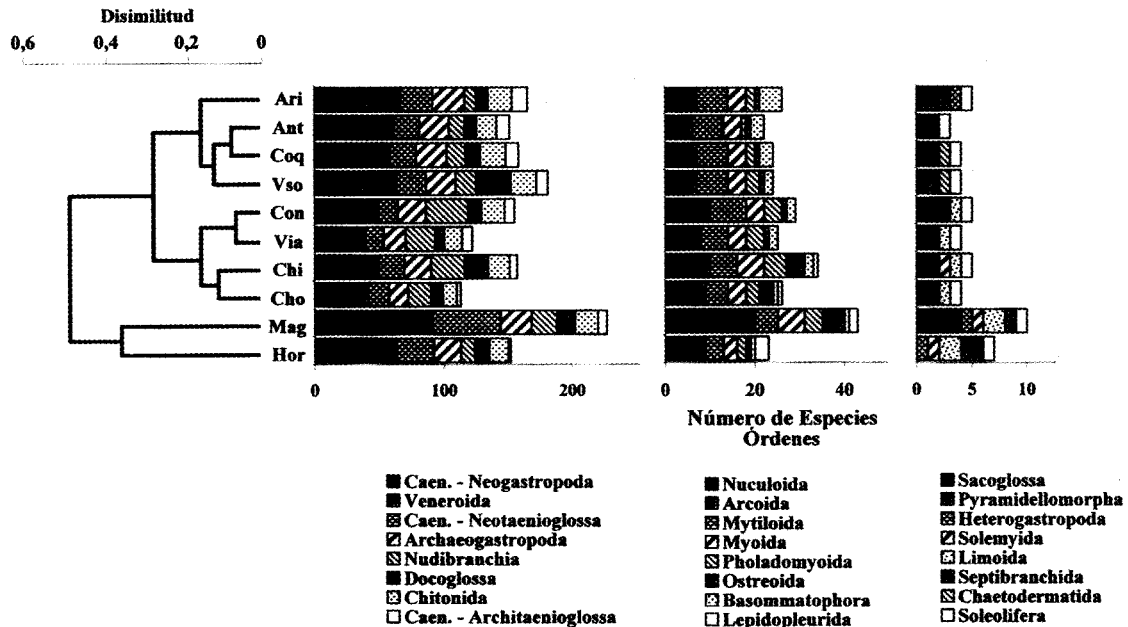 Disimilitud
0,6 0,4 0,2 0
Ari
Ant
Coq
Vso
Con
Via
Chi
Cho
Mag
Hor
0 100 200
0 20 40
0 5 10
Número de Especies
Órdenes
Caen. - Neogastropoda
Veneroida
Caen. - Neotaenioglossa
Archaeogastropoda
Nudibranchia
Docoglossa
Chitonida
Caen. - Architaenioglossa
Nuculoida
Arcoida
Mytiloida
Myoida
Pholadomyoida
Ostreoida
Basommatophora
Lepidopleurida
Sacoglossa
Pyramidellomorpha
Heterogastropoda
Solemyida
Limoida
Septibranchida
Chaetodermatida
Soleolifera